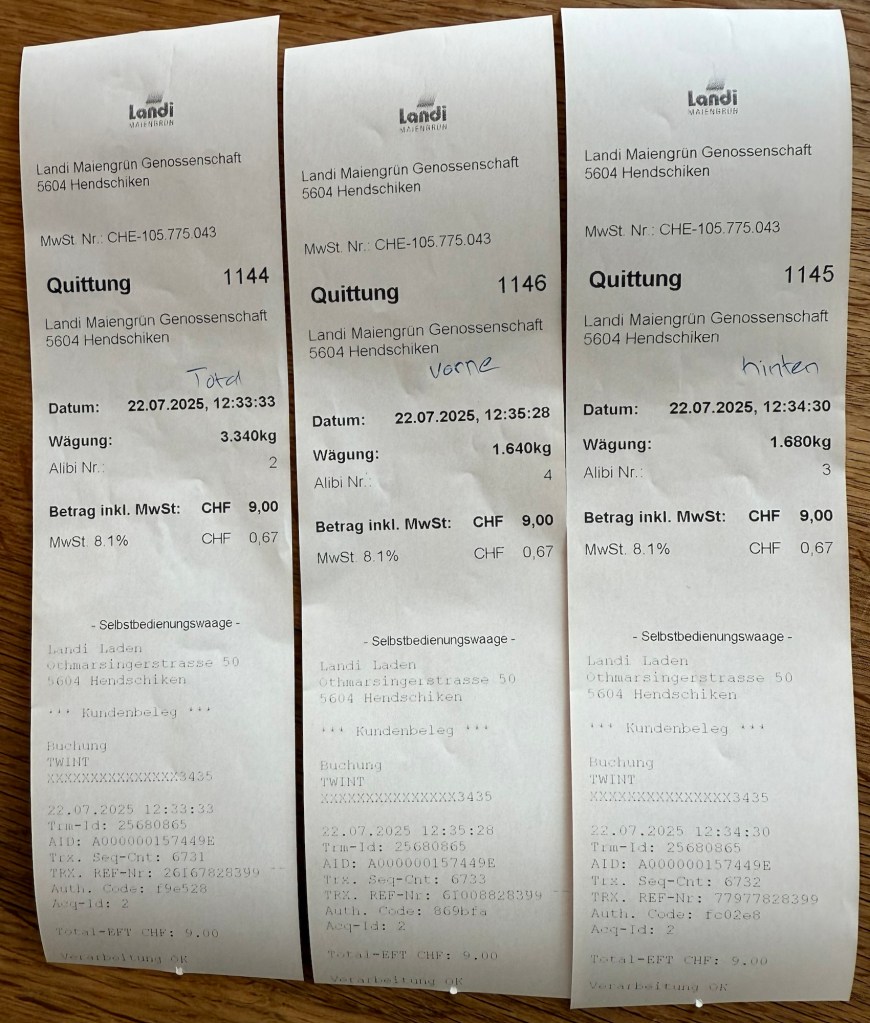 Landi
MAIENGRÜN
Landi Maiengrün Genossenschaft
5604 Hendschiken
MwSt. Nr.: CHE-105.775.043
Quittung 1144
Landi Maiengrün Genossenschaft
5604 Hendschiken
Total
Datum: 22.07.2025, 12:33:33
Wägung: 3.340kg
Alibi Nr.: 2
Betrag inkl. MwSt: CHF 9,00
MwSt. 8.1% CHF 0,67
- Selbstbedienungswaage -
Landi Laden
Othmarsingerstrasse 50
5604 Hendschiken
*** Kundenbeleg ***
Buchung
TWINT
XXXXXXXXXXXXXXX3435
22.07.2025 12:33:33
Trm-Id: 25680865
AID: A000000157449E
Trx. Seq-Cnt: 6731
TRX. REF-Nr: 26I67828399
Auth. Code: f9e528
Acq-Id: 2
Total-EFT CHF: 9.00
Verarbeitung OK
Landi
MAIENGRÜN
Landi Maiengrün Genossenschaft
5604 Hendschiken
MwSt. Nr.: CHE-105.775.043
Quittung 1146
Landi Maiengrün Genossenschaft
5604 Hendschiken
vorne
Datum: 22.07.2025, 12:35:28
Wägung: 1.640kg
Alibi Nr.: 4
Betrag inkl. MwSt: CHF 9,00
MwSt. 8.1% CHF 0,67
- Selbstbedienungswaage -
Landi Laden
Othmarsingerstrasse 50
5604 Hendschiken
*** Kundenbeleg ***
Buchung
TWINT
XXXXXXXXXXXXXXX3435
22.07.2025 12:35:28
Trm-Id: 25680865
AID: A000000157449E
Trx. Seq-Cnt: 6733
TRX. REF-Nr: 6I008828399
Auth. Code: 869bfa
Acq-Id: 2
Total-EFT CHF: 9.00
Verarbeitung OK
Landi
MAIENGRÜN
Landi Maiengrün Genossenschaft
5604 Hendschiken
MwSt. Nr.: CHE-105.775.043
Quittung 1145
Landi Maiengrün Genossenschaft
5604 Hendschiken
hinten
Datum: 22.07.2025, 12:34:30
Wägung: 1.680kg
Alibi Nr.: 3
Betrag inkl. MwSt: CHF 9,00
MwSt. 8.1% CHF 0,67
- Selbstbedienungswaage -
Landi Laden
Othmarsingerstrasse 50
5604 Hendschiken
*** Kundenbeleg ***
Buchung
TWINT
XXXXXXXXXXXXXXX3435
22.07.2025 12:34:30
Trm-Id: 25680865
AID: A000000157449E
Trx. Seq-Cnt: 6732
TRX. REF-Nr: 77977828399
Auth. Code: fc02e8
Acq-Id: 2
Total-EFT CHF: 9.00
Verarbeitung OK